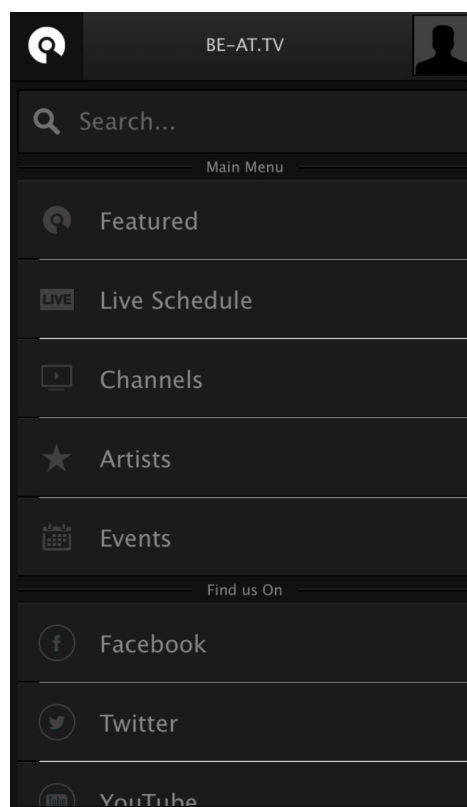 BE-AT.TV
Search...
Main Menu
Featured
LIVE
Live Schedule
Channels
Artists
Events
Find us On
f
Facebook
Twitter
Tube
YouTube